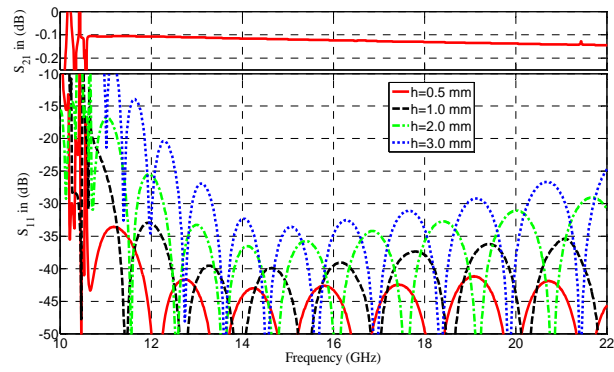 S21 in (dB)
0
-0.1
-0.2
S11 in (dB)
-10
-15
-20
-25
-30
-35
-40
-45
-50
h=0.5 mm
h=1.0 mm
h=2.0 mm
h=3.0 mm
10 12 14 16 18 20 22
Frequency (GHz)